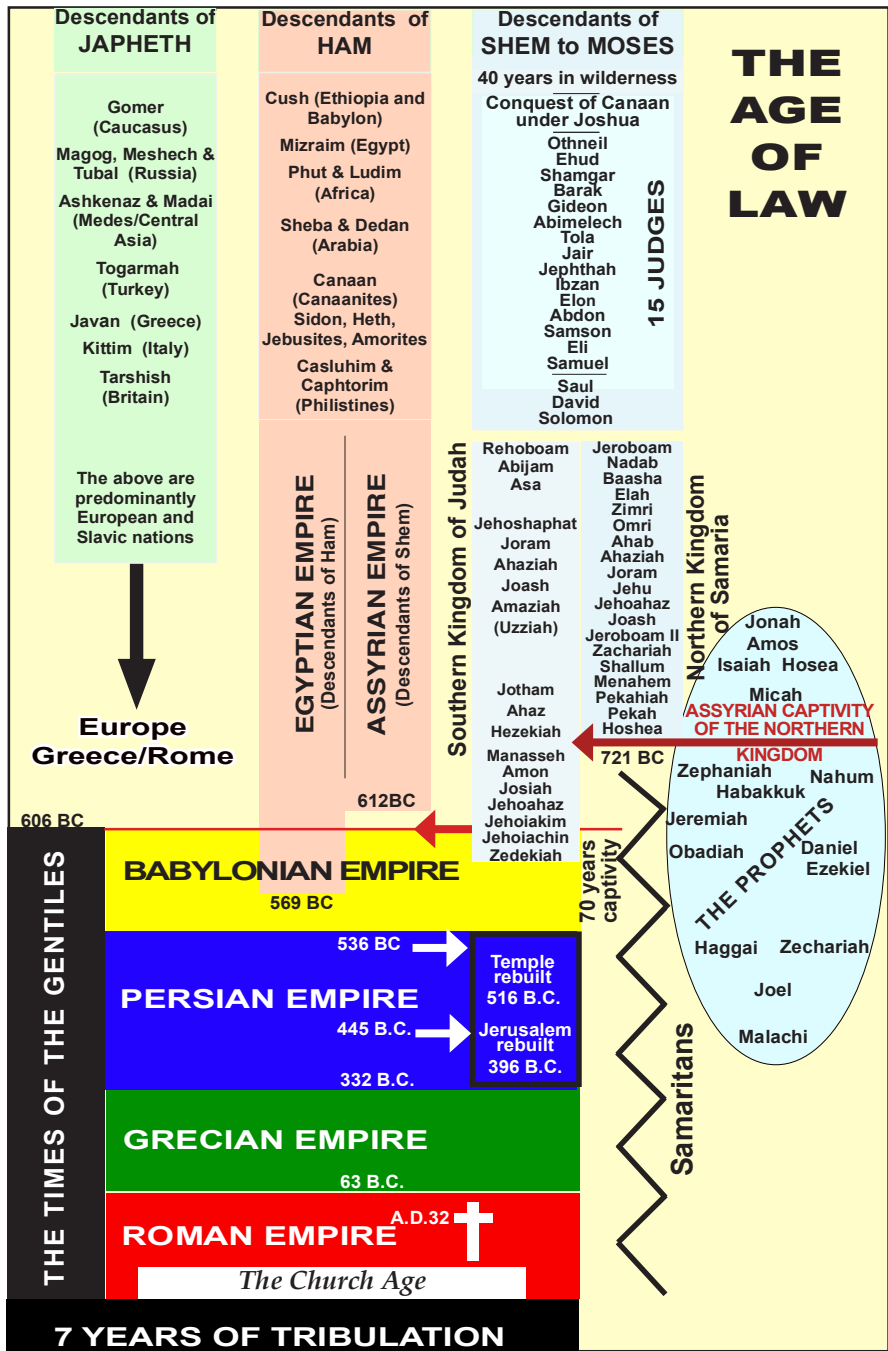 Descendants of
JAPHETH
Gomer
(Caucasus)
Magog, Meshech &
Tubal (Russia)
Ashkenaz & Madai
(Medes/Central
Asia)
Togarmah
(Turkey)
Javan (Greece)
Kittim (Italy)
Tarshish
(Britain)
The above are
predominantly
European and
Slavic nations
Europe
Greece/Rome
Descendants of
HAM
Cush (Ethiopia and
Babylon)
Mizraim (Egypt)
Phut & Ludim
(Africa)
Sheba & Dedan
(Arabia)
Canaan
(Canaanites)
Sidon, Heth,
Jebusites, Amorites
Casluhim &
Caphtorim
(Philistines)
EGYPTIAN EMPIRE
(Descendants of Ham)
ASSYRIAN EMPIRE
(Descendants of Shem)
Descendants of
SHEM to MOSES
40 years in wilderness
Conquest of Canaan
under Joshua
Othneil
Ehud
Shamgar
Barak
Gideon
Abimelech
Tola
Jair
Jephthah
Ibzan
Elon
Abdon
Samson
Eli
Samuel
15 JUDGES
Saul
David
Solomon
THE
AGE
OF
LAW
Southern Kingdom of Judah
Rehoboam
Abijam
Asa
Jehoshaphat
Joram
Ahaziah
Joash
Amaziah
(Uzziah)
Jotham
Ahaz
Hezekiah
Manasseh
Amon
Josiah
Jehoahaz
Jehoiakim
Jehoiachin
Zedekiah
Jeroboam
Nadab
Baasha
Elah
Zimri
Omri
Ahab
Ahaziah
Joram
Jehu
Jehoahaz
Joash
Jeroboam II
Zachariah
Shallum
Menahem
Pekahiah
Pekah
Hoshea
Northern Kingdom
of Samaria
721 BC
Jonah
Amos
Isaiah Hosea
Micah
ASSYRIAN CAPTIVITY
OF THE NORTHERN
KINGDOM
Zephaniah
Nahum
Habakkuk
Jeremiah
Obadiah
Daniel
Ezekiel
THE PROPHETS
Haggai
Zechariah
Joel
Malachi
612BC
606 BC
THE TIMES OF THE GENTILES
BABYLONIAN EMPIRE
569 BC
70 years
captivity
536 BC
PERSIAN EMPIRE
445 B.C.
332 B.C.
Temple
rebuilt
516 B.C.
Jerusalem
rebuilt
396 B.C.
Samaritans
GRECIAN EMPIRE
63 B.C.
A.D.32
ROMAN EMPIRE
The Church Age
7 YEARS OF TRIBULATION